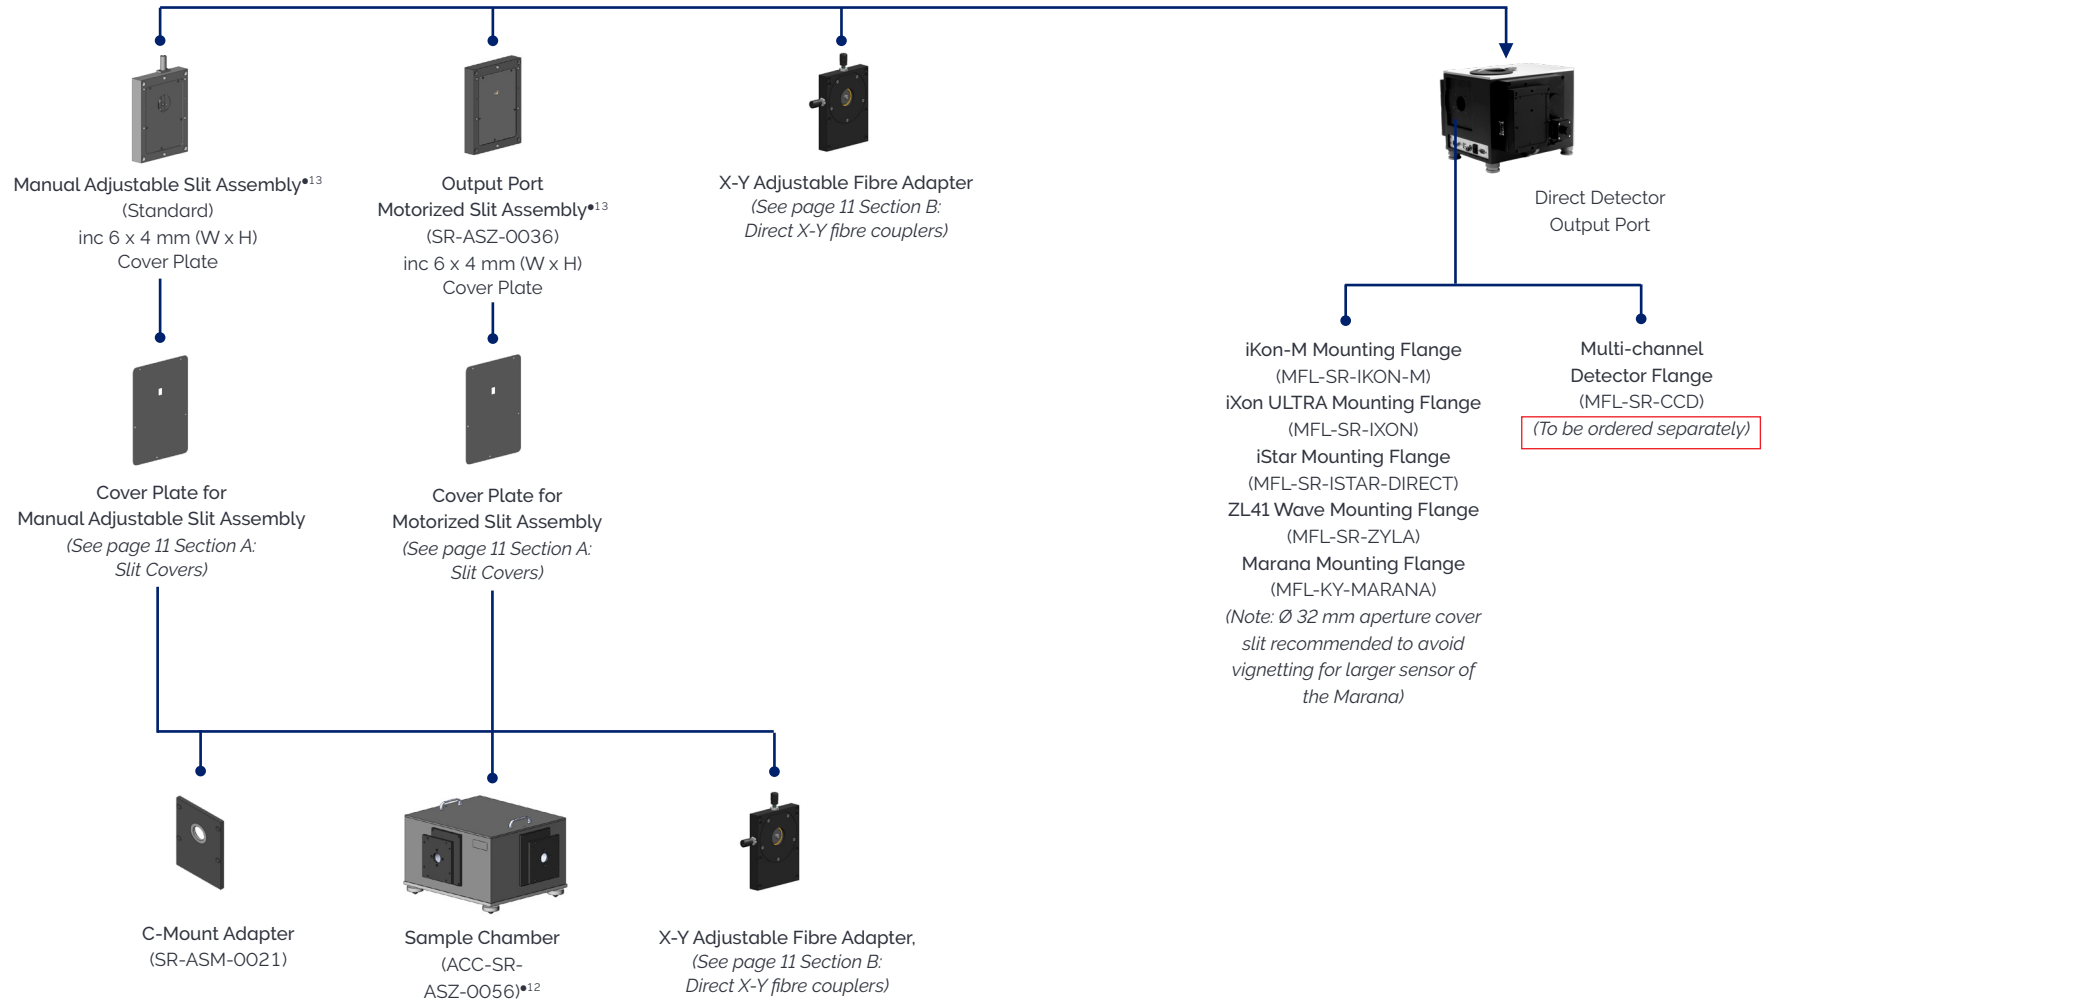 Manual Adjustable Slit Assembly●13
(Standard)
inc 6 x 4 mm (W x H)
Cover Plate
Output Port
Motorized Slit Assembly●13
(SR-ASZ-0036)
inc 6 x 4 mm (W x H)
Cover Plate
X-Y Adjustable Fibre Adapter
(See page 11 Section B:
Direct X-Y fibre couplers)
Direct Detector
Output Port
iKon-M Mounting Flange
(MFL-SR-IKON-M)
iXon ULTRA Mounting Flange
(MFL-SR-IXON)
iStar Mounting Flange
(MFL-SR-ISTAR-DIRECT)
ZL41 Wave Mounting Flange
(MFL-SR-ZYLA)
Marana Mounting Flange
(MFL-KY-MARANA)
(Note: Ø 32 mm aperture cover
slit recommended to avoid
vignetting for larger sensor of
the Marana)
Multi-channel
Detector Flange
(MFL-SR-CCD)
(To be ordered separately)
Cover Plate for
Manual Adjustable Slit Assembly
(See page 11 Section A:
Slit Covers)
Cover Plate for
Motorized Slit Assembly
(See page 11 Section A:
Slit Covers)
C-Mount Adapter
(SR-ASM-0021)
Sample Chamber
(ACC-SR-
ASZ-0056)●12
X-Y Adjustable Fibre Adapter,
(See page 11 Section B:
Direct X-Y fibre couplers)